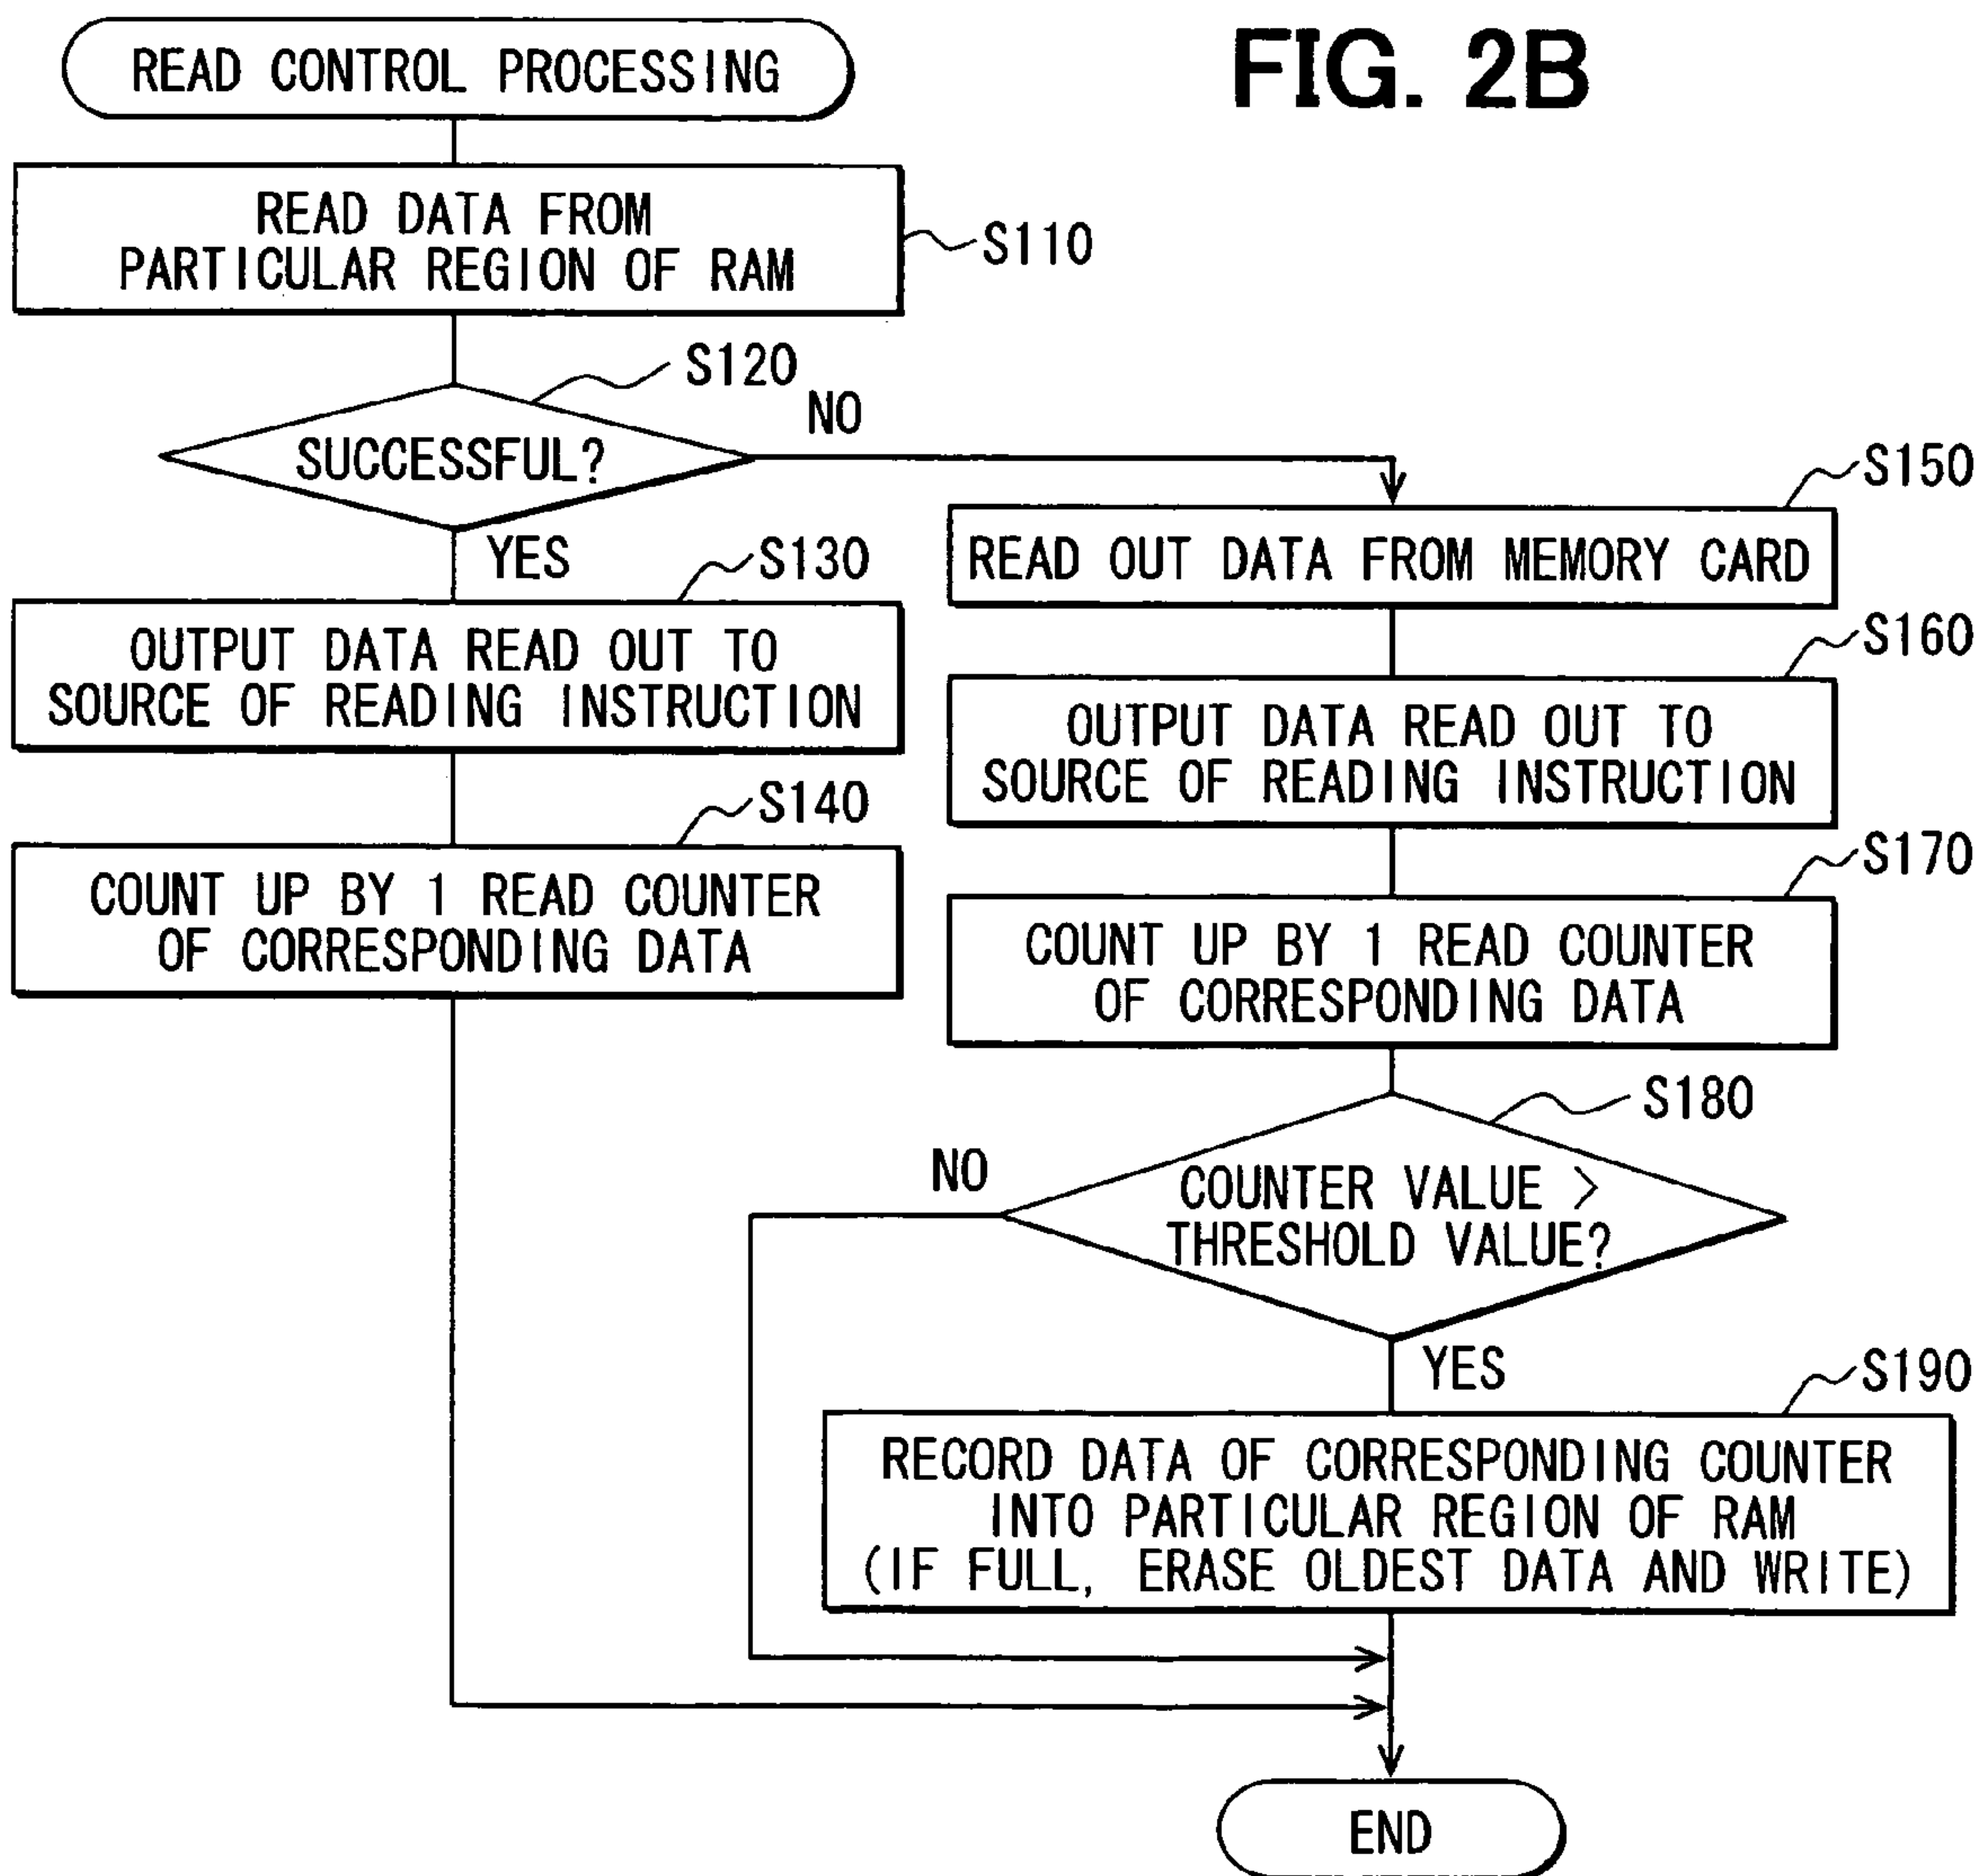 FIG. 2B
READ CONTROL PROCESSING
READ DATA FROM
PARTICULAR REGION OF RAM
S110
S120
SUCCESSFUL?
NO
YES
S130
OUTPUT DATA READ OUT TO
SOURCE OF READING INSTRUCTION
S140
COUNT UP BY 1 READ COUNTER
OF CORRESPONDING DATA
S150
READ OUT DATA FROM MEMORY CARD
S160
OUTPUT DATA READ OUT TO
SOURCE OF READING INSTRUCTION
S170
COUNT UP BY 1 READ COUNTER
OF CORRESPONDING DATA
S180
COUNTER VALUE >
THRESHOLD VALUE?
NO
YES
S190
RECORD DATA OF CORRESPONDING COUNTER
INTO PARTICULAR REGION OF RAM
(IF FULL, ERASE OLDEST DATA AND WRITE)
END